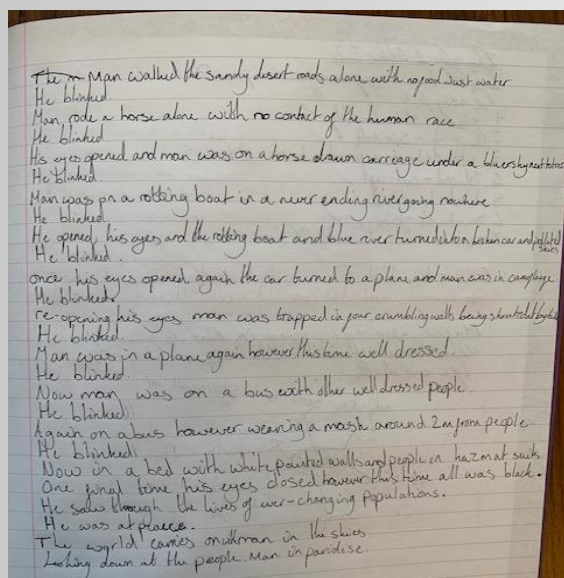 The Man walked the sandy desert roads alone with no food Just water
He blinked.
Man, rode a horse alone with no contact of the human race
He blinked
His eyes opened and man was on a horse drawn carriage under a blue sky next to
He blinked.
Man was on a in a never ending river going nowhere
He blinked.
He opened his eyes and the boat and blue river turned into a broken car and polluted skies
He blinked.
once his eyes opened again the car turned to a plane and man was in
He blinked.
re-opening his eyes man was trapped in four crumbling walls being shouted at by
He blinked.
Man was in a plane again however this time well dressed.
He blinked.
Now man was on a bus with other well dressed people.
He blinked
Again on a bus however wearing a mask around 2m from people.
He blinked
Now in a bed with white painted walls and people in hazmat suits
One final time his eyes closed however this time all was black.
He saw through the lives of ever-changing populations.
He was at peace.
The world carries on with man in the skies
Looking down at the people. Man in paridise.